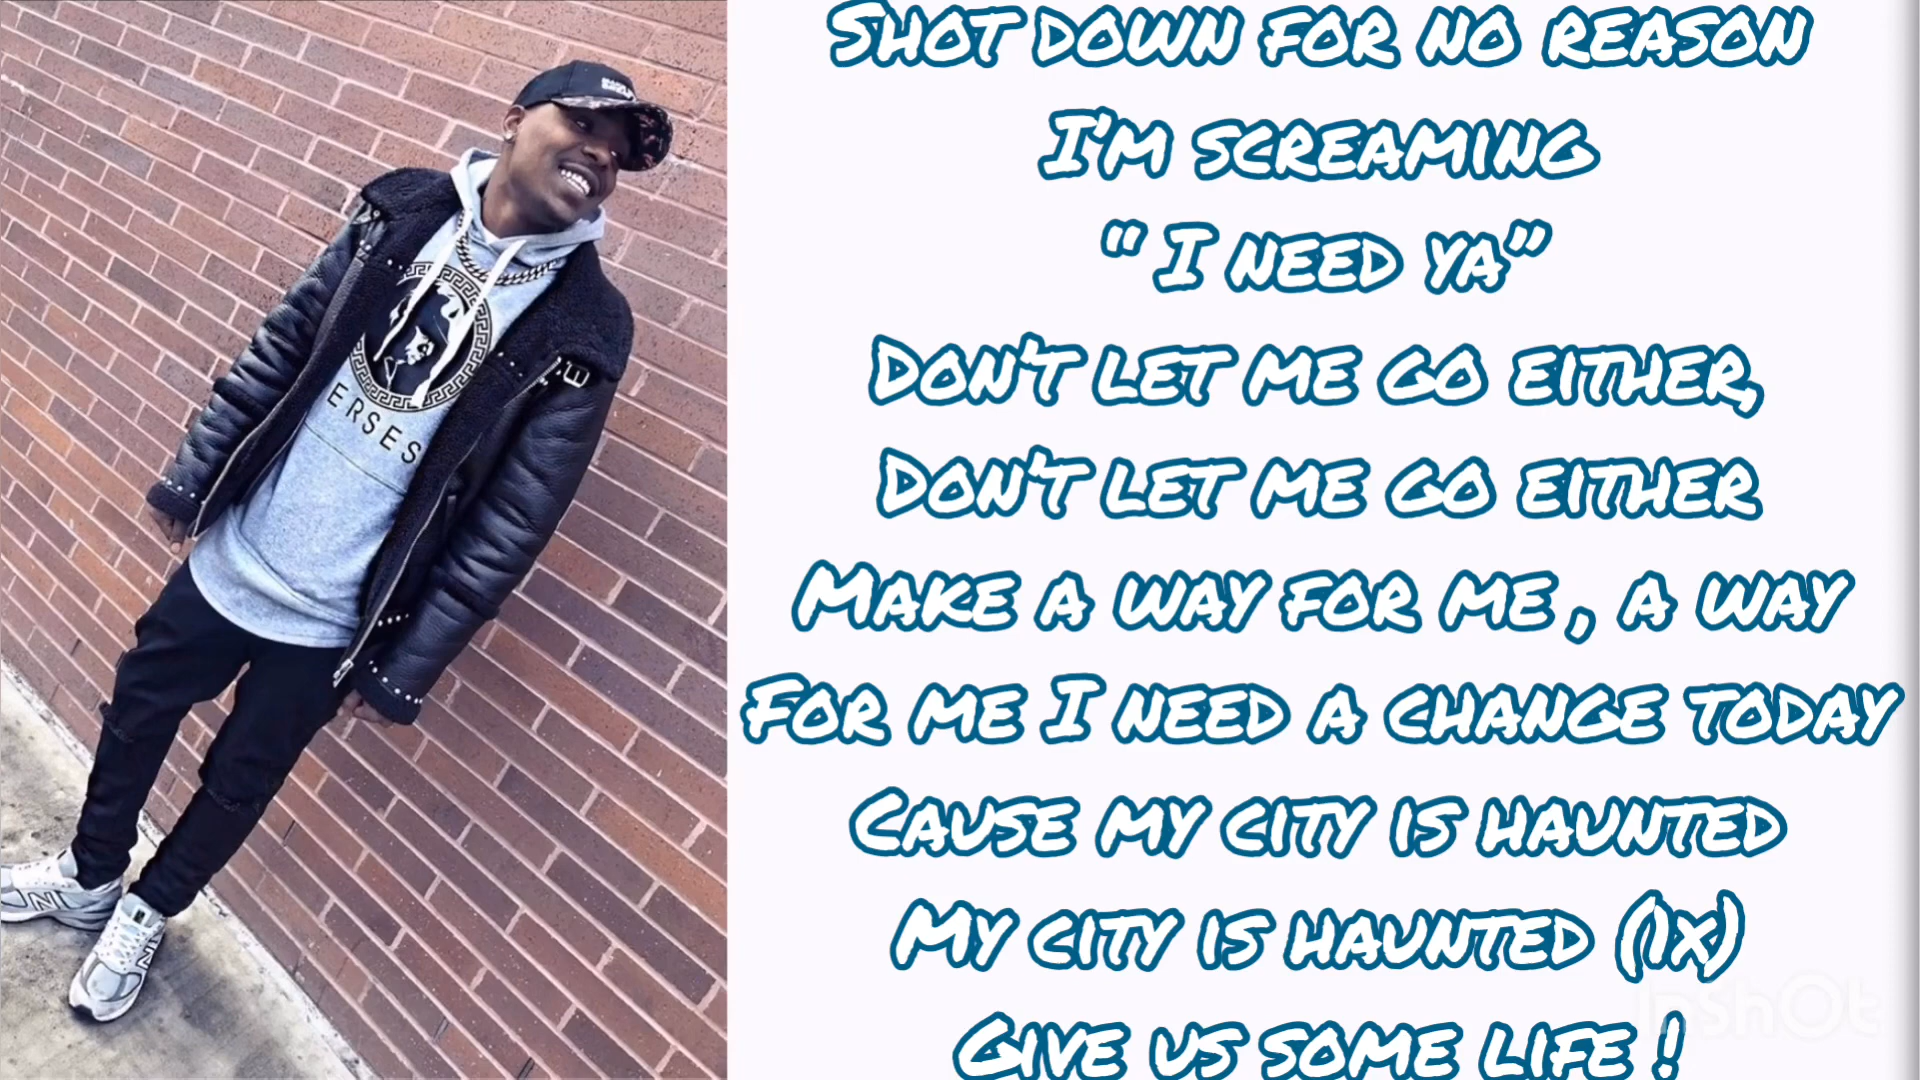 Shot down for no reason
I'm screaming
“ I need ya”
Don't let me go either,
Don't let me go either
Make a way for me , a way
For me I need a change today
Cause my city is haunted
My city is haunted (1x)
Give us some life !
ERSES
InShOt